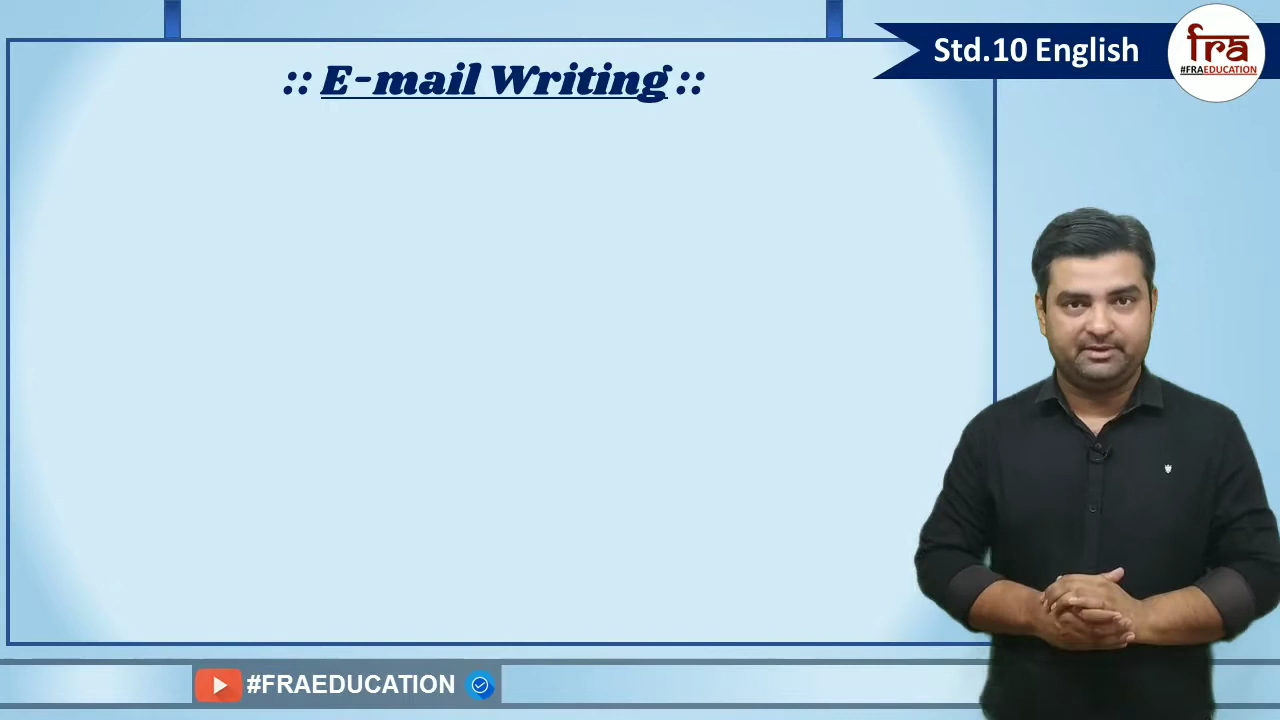 Std.10 English
fra
#FRAEDUCATION
:: E-mail Writing ::
#FRAEDUCATION